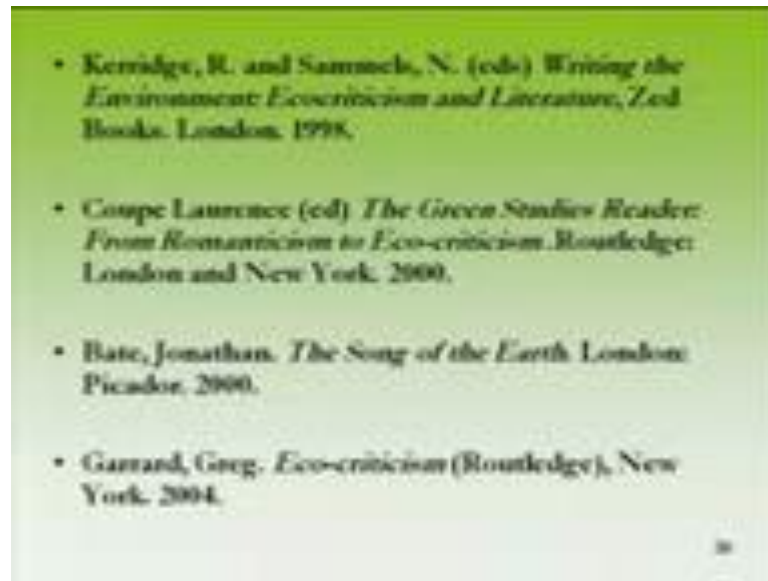 • Kerridge, R. and Sammels, N. (eds) Writing the
Environment: Ecocriticism and Literature, Zed
Books. London. 1998.
• Coupe Laurence (ed) The Green Studies Reader:
From Romanticism to Eco-criticism .Routledge:
London and New York. 2000.
• Bate, Jonathan. The Song of the Earth. London:
Picador. 2000.
• Garrard, Greg. Eco-criticism (Routledge), New
York. 2004.